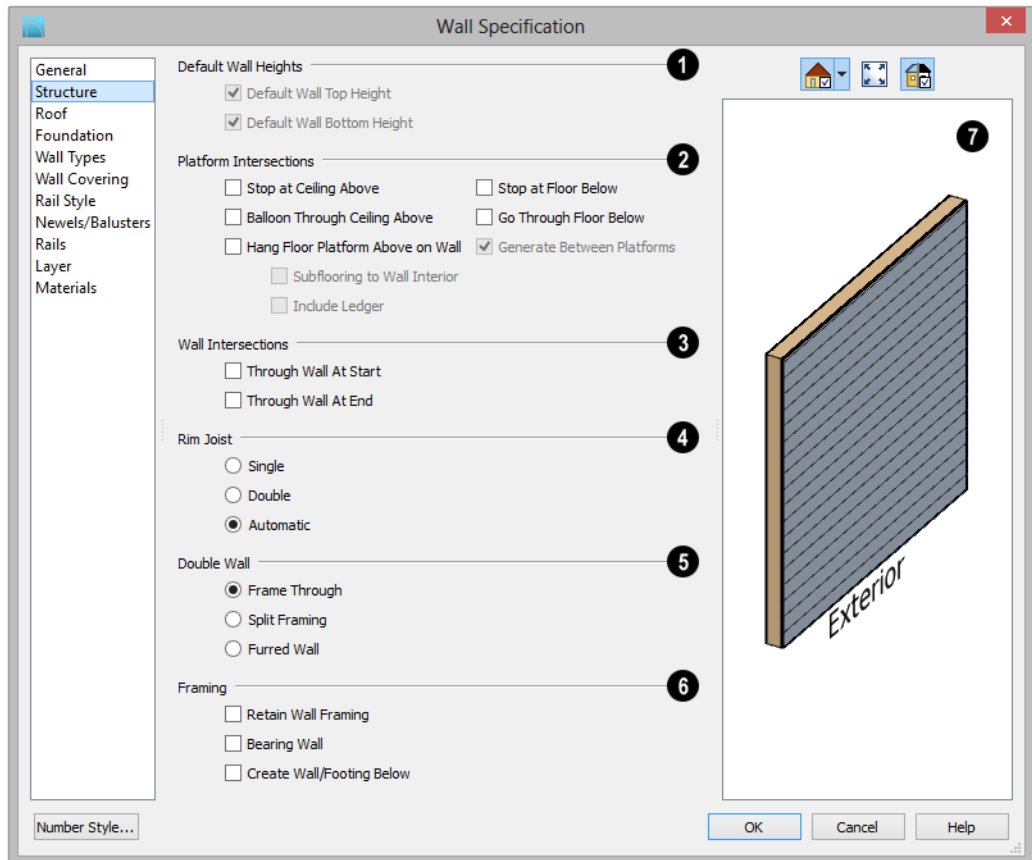 Wall Specification
General
Structure
Roof
Foundation
Wall Types
Wall Covering
Rail Style
Newels/Balusters
Rails
Layer
Materials
Default Wall Heights 1
Default Wall Top Height
Default Wall Bottom Height
Platform Intersections 2
Stop at Ceiling Above Stop at Floor Below
Balloon Through Ceiling Above Go Through Floor Below
Hang Floor Platform Above on Wall Generate Between Platforms
Subflooring to Wall Interior
Include Ledger
Wall Intersections 3
Through Wall At Start
Through Wall At End
Rim Joist 4
Single
Double
Automatic
Double Wall 5
Frame Through
Split Framing
Furred Wall
Framing 6
Retain Wall Framing
Bearing Wall
Create Wall/Footing Below
7
Exterior
Number Style... OK Cancel Help